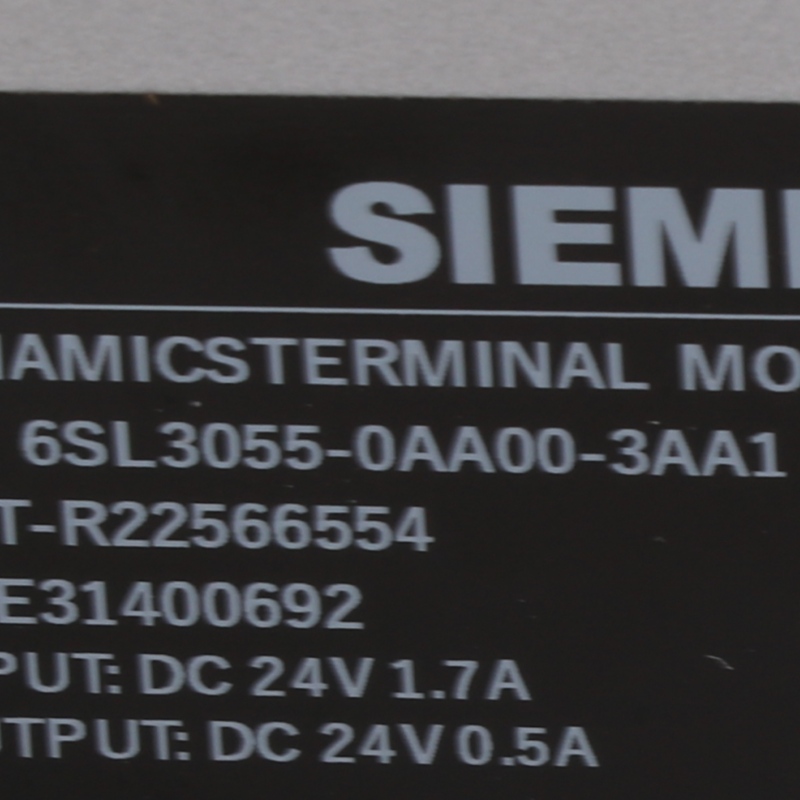 SIEM
AMICSTERMINAL MO
6SL3055-0AA00-3AA1
T-R22566554
E31400692
PUT: DC 24V 1.7A
UTPUT: DC 24V 0.5A